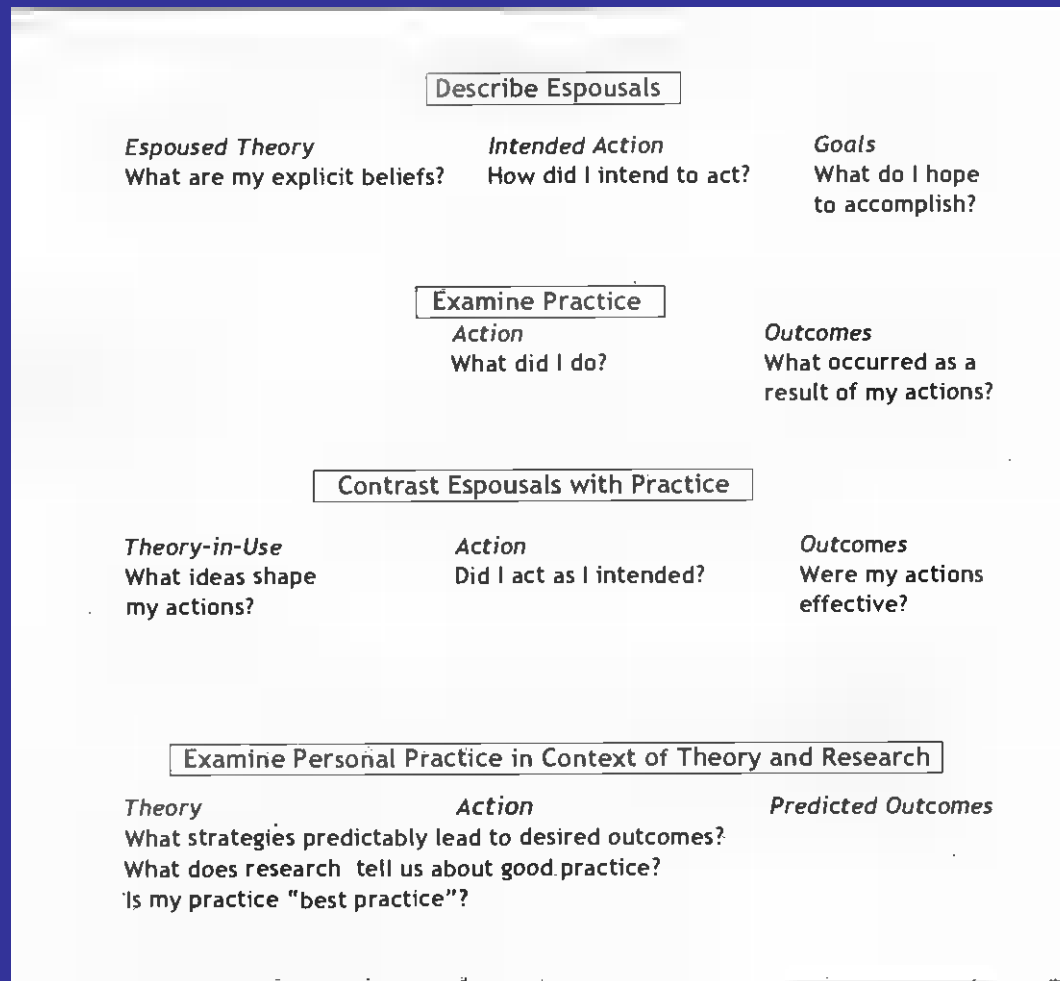 Describe Espousals
Espoused Theory Intended Action Goals
What are my explicit beliefs? How did I intend to act? What do I hope
to accomplish?
Examine Practice
Action Outcomes
What did I do? What occurred as a
result of my actions?
Contrast Espousals with Practice
Theory-in-Use Action Outcomes
What ideas shape Did I act as I intended? Were my actions
my actions? effective?
Examine Personal Practice in Context of Theory and Research
Theory Action Predicted Outcomes
What strategies predictably lead to desired outcomes?
What does research tell us about good practice?
Is my practice "best practice"?